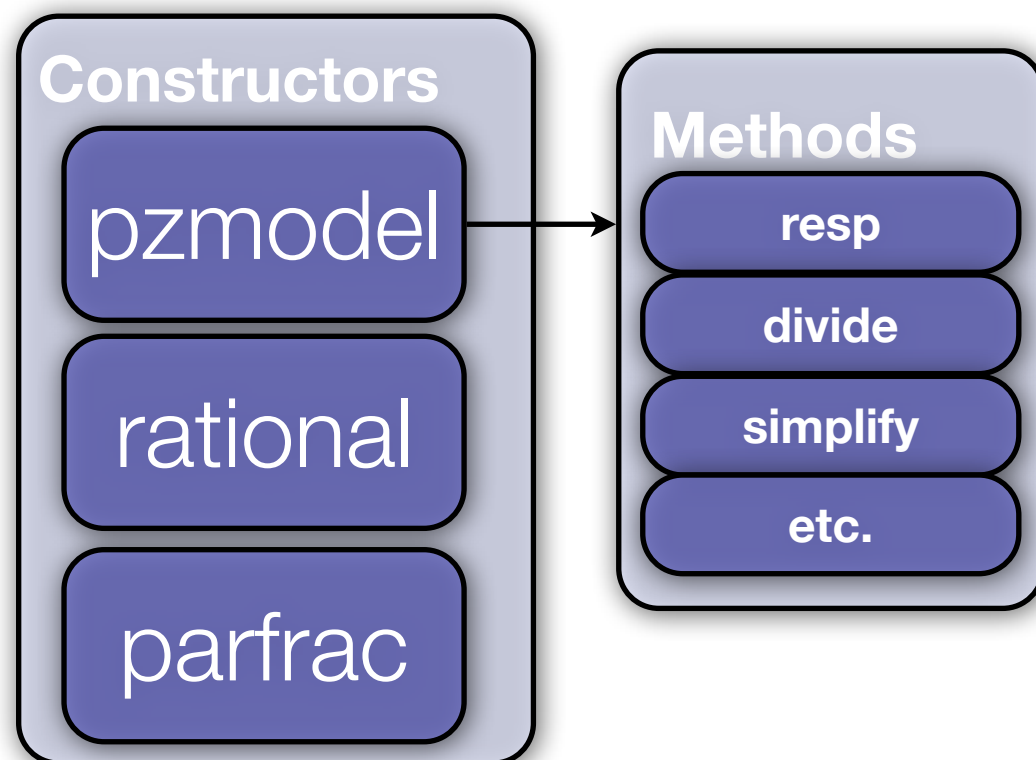 Constructors
pzmodel
rational
parfrac
Methods
resp
divide
simplify
etc.